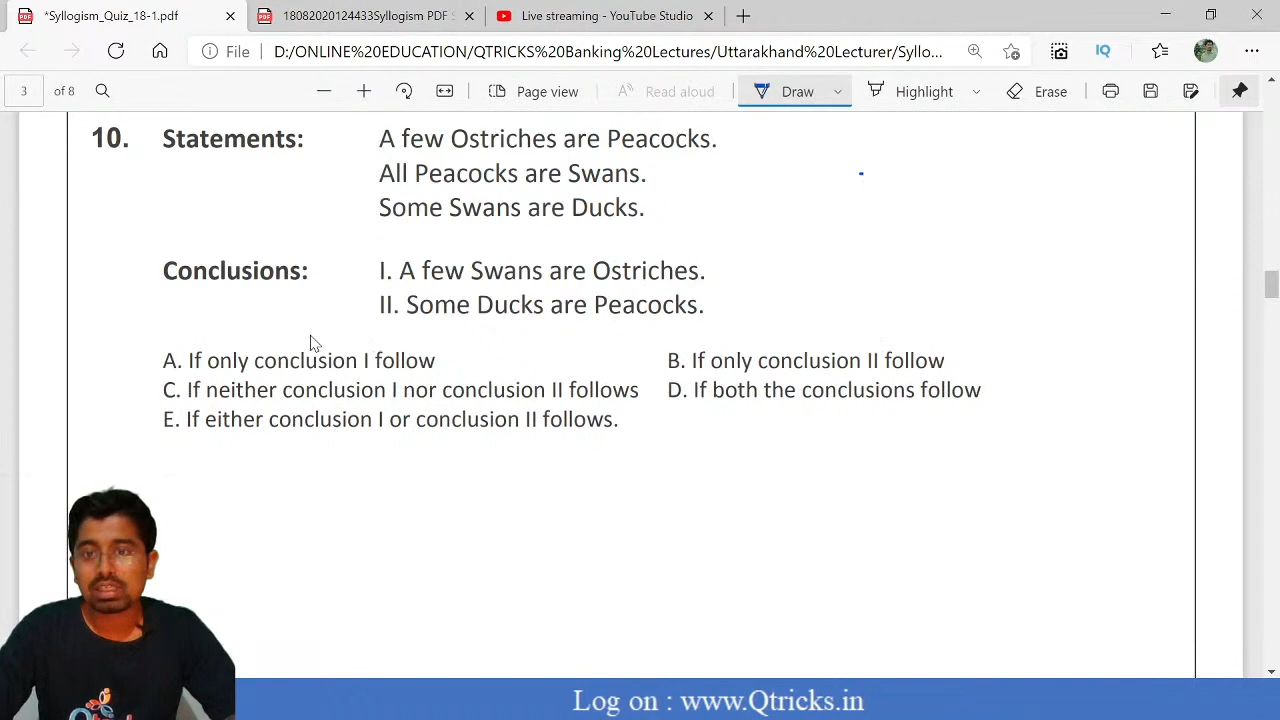 *Syllogism_Quiz_18-1.pdf
18082020124433Syllogism PDF S
Live streaming - YouTube Studio
File
D:/ONLINE%20EDUCATION/QTRICKS%20Banking%20Lectures/Uttarakhand%20Lecturer/Syllo...
IQ
3 of 8
Page view
Read aloud
Draw
Highlight
Erase
10. Statements: A few Ostriches are Peacocks.
All Peacocks are Swans.
Some Swans are Ducks.
Conclusions: I. A few Swans are Ostriches.
II. Some Ducks are Peacocks.
A. If only conclusion I follow B. If only conclusion II follow
C. If neither conclusion I nor conclusion II follows D. If both the conclusions follow
E. If either conclusion I or conclusion II follows.
Log on : www.Qtricks.in